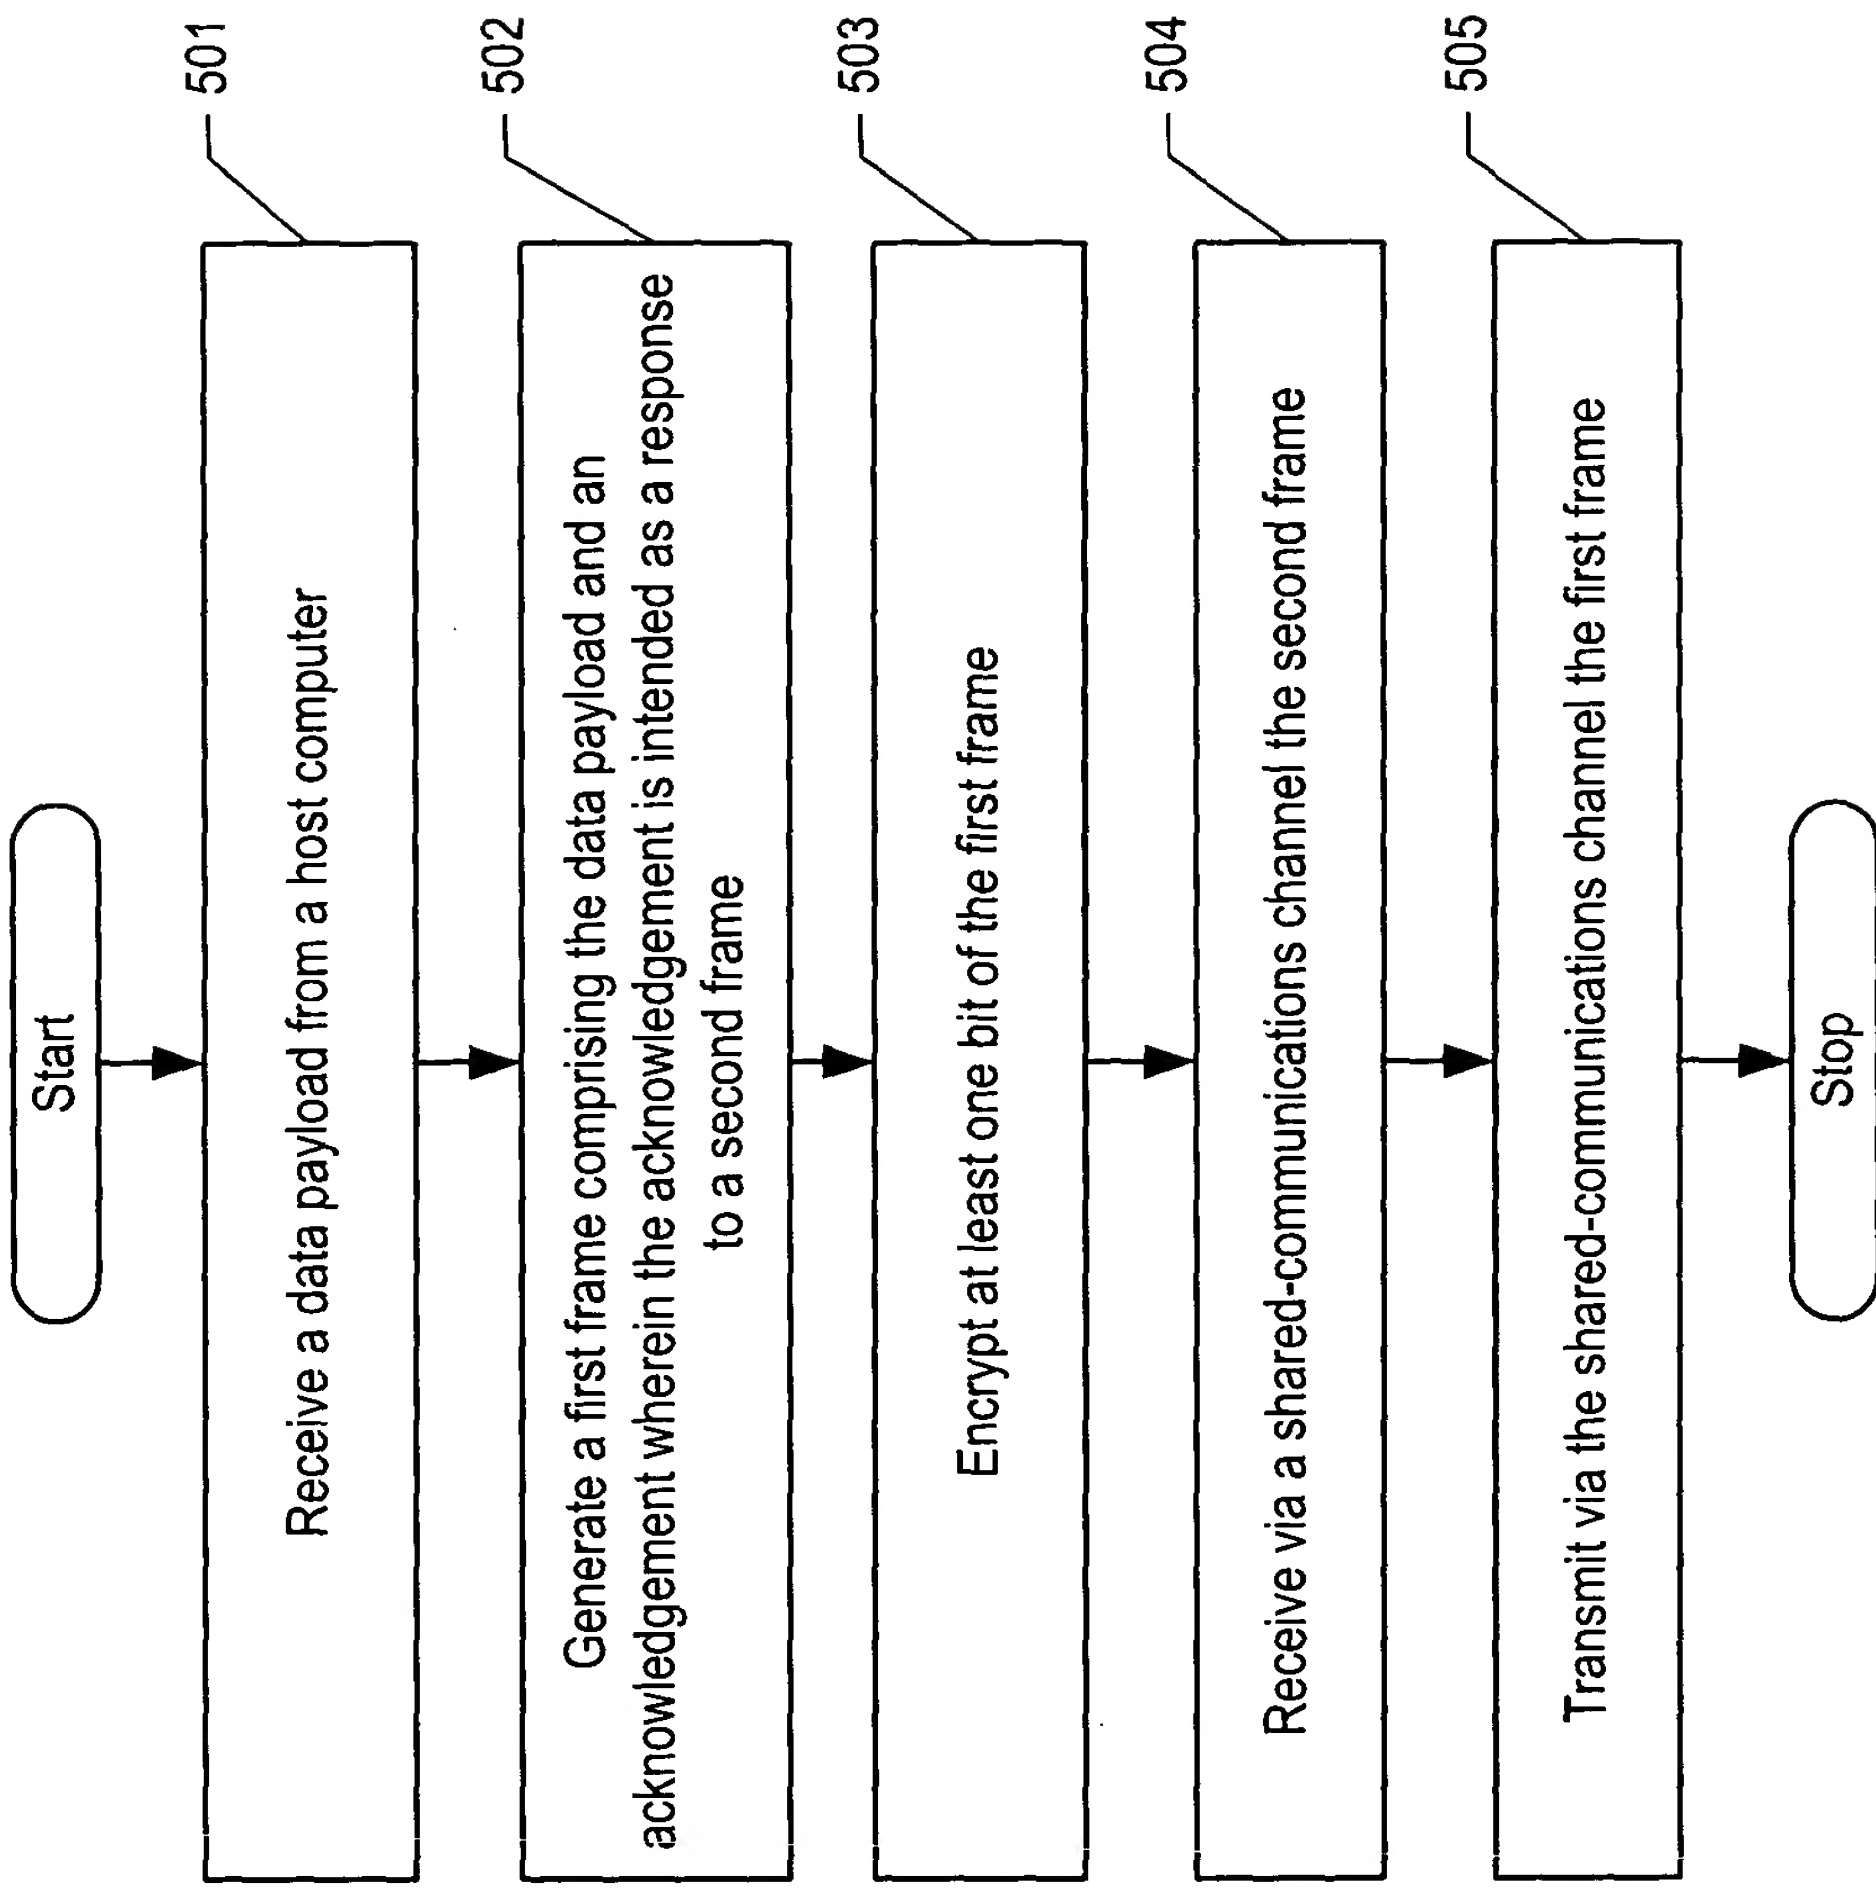 Start
501
Receive a data payload from a host computer
502
Generate a first frame comprising the data payload and an
acknowledgement wherein the acknowledgement is intended as a response
to a second frame
503
Encrypt at least one bit of the first frame
504
Receive via a shared-communications channel the second frame
505
Transmit via the shared-communications channel the first frame
Stop